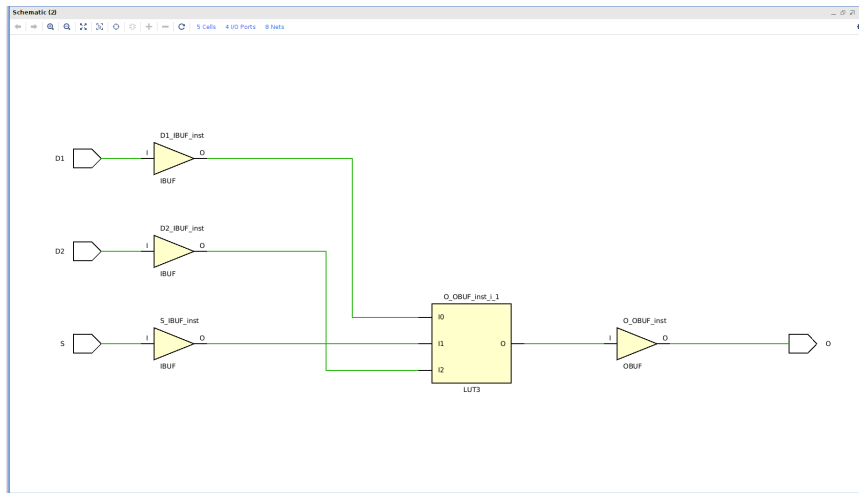 Schematic (2)
5 Cells 4 I/O Ports 8 Nets
D1_IBUF_inst
D1 I O
IBUF
D2_IBUF_inst
D2 I O
IBUF
O_OBUF_inst_i_1
I0
S_IBUF_inst O_OBUF_inst
S I O I1 O I O O
IBUF OBUF
I2
LUT3